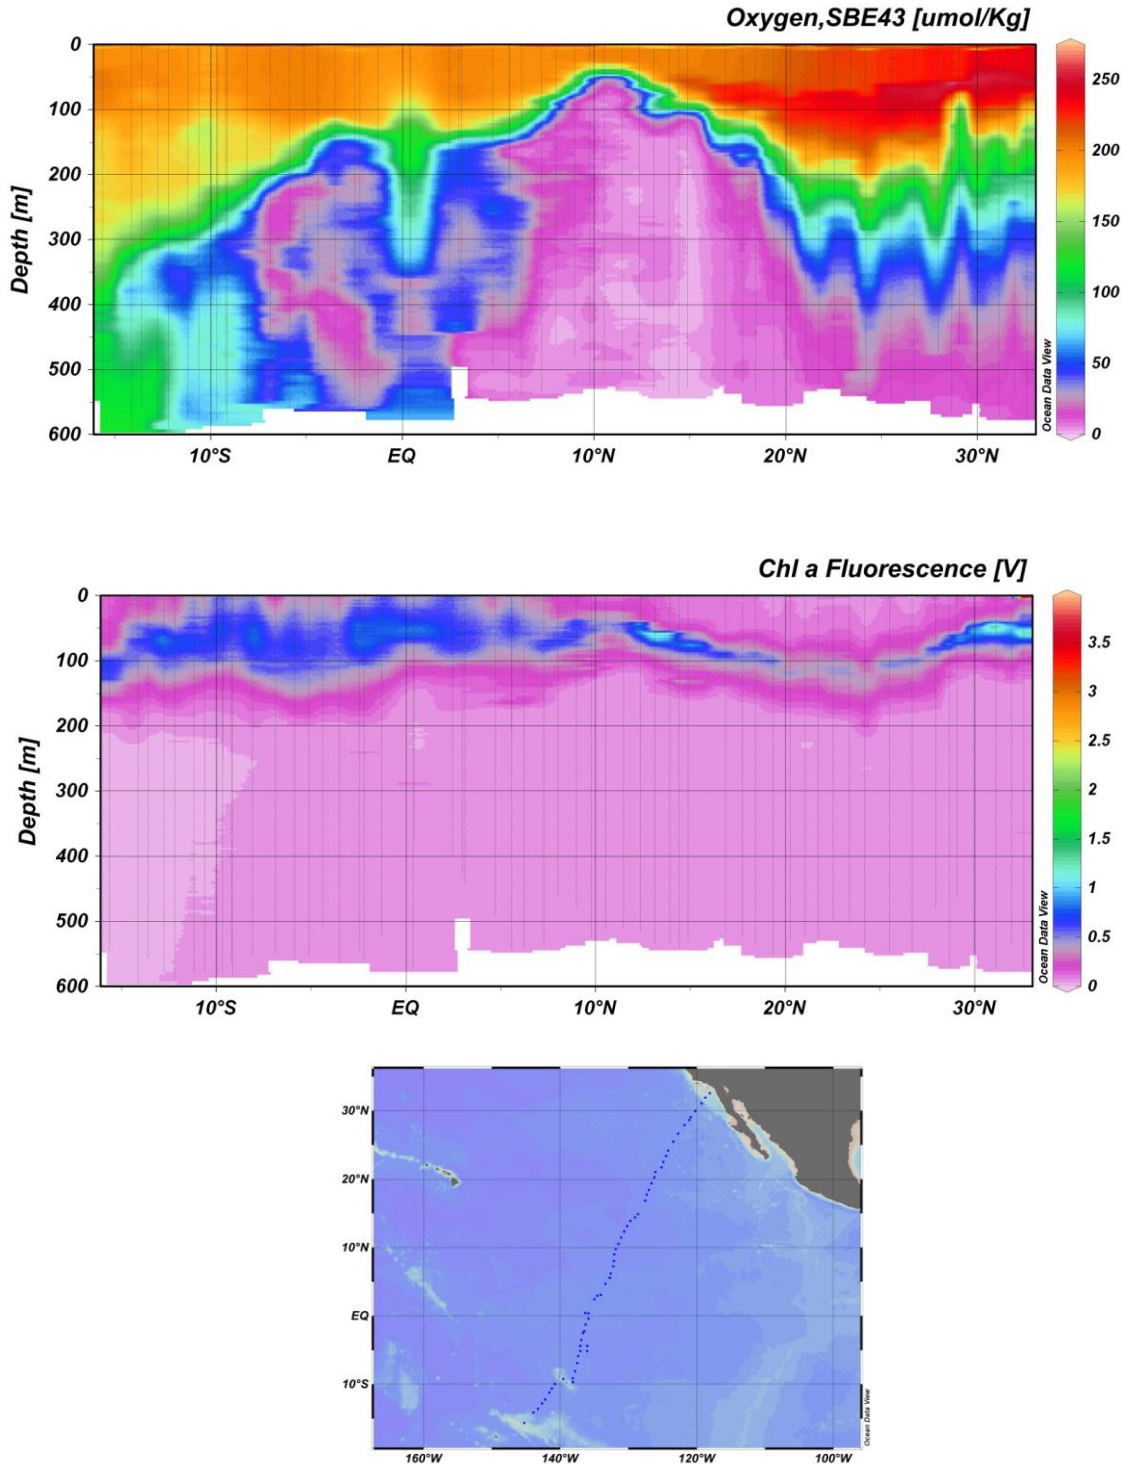 Oxygen,SBE43 [umol/Kg]
0
100
200
300
400
500
600
Depth [m]
10°S
EQ
10°N
20°N
30°N
250
200
150
100
50
0
Ocean Data View
Chl a Fluorescence [V]
0
100
200
300
400
500
600
Depth [m]
10°S
EQ
10°N
20°N
30°N
3.5
3
2.5
2
1.5
1
0.5
0
Ocean Data View
30°N
20°N
10°N
EQ
10°S
160°W
140°W
120°W
100°W
Ocean Data View